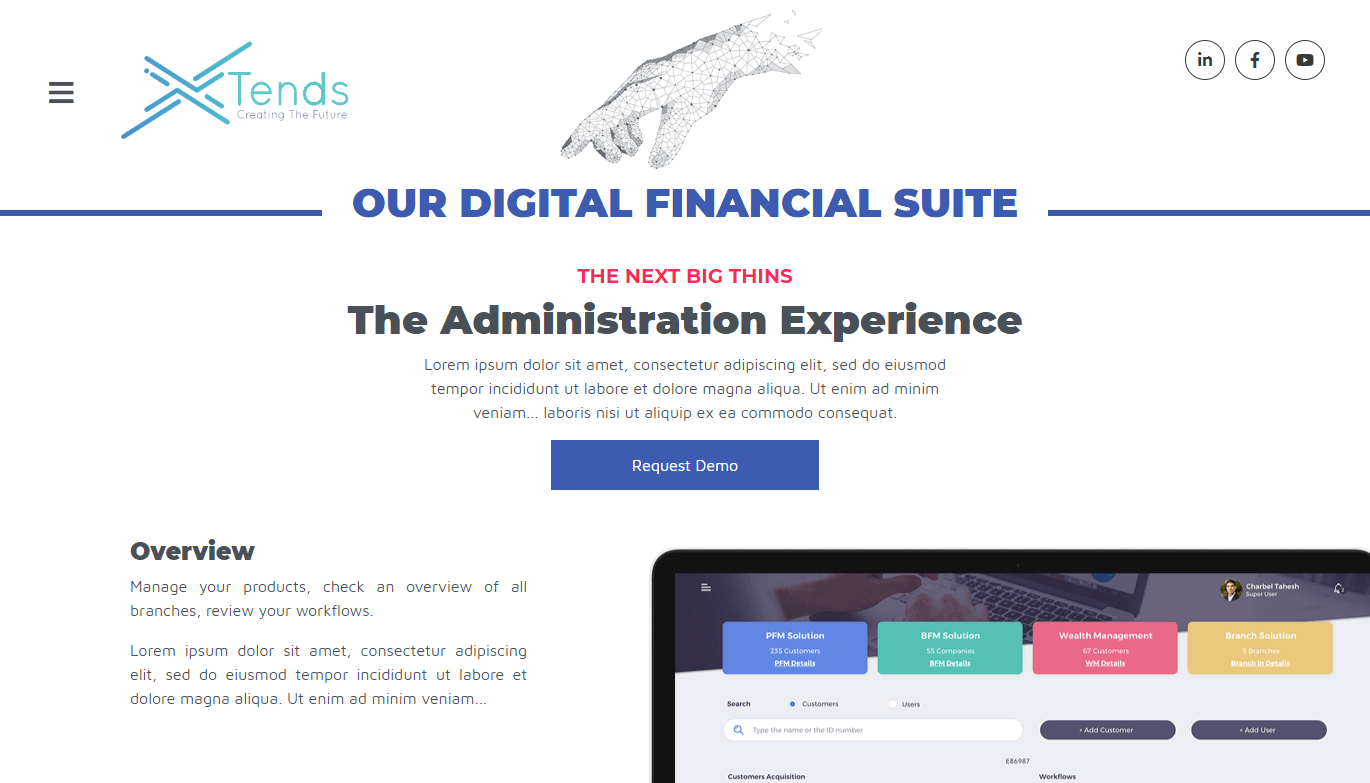 Tends
Creating The Future
OUR DIGITAL FINANCIAL SUITE
THE NEXT BIG THINS
The Administration Experience
Lorem ipsum dolor sit amet, consectetur adipiscing elit, sed do eiusmod
tempor incididunt ut labore et dolore magna aliqua. Ut enim ad minim
veniam... laboris nisi ut aliquip ex ea commodo consequat.
Request Demo
Overview
Manage your products, check an overview of all
branches, review your workflows.
Lorem ipsum dolor sit amet, consectetur adipiscing
elit, sed do eiusmod tempor incididunt ut labore et
dolore magna aliqua. Ut enim ad minim veniam...
Charbel Tahesh
Super User
PFM Solution
235 Customers
PFM Details
BFM Solution
55 Companies
BFM Details
Wealth Management
67 Customers
WM Details
Branch Solution
5 Branches
Branch in Details
Search Customers Users
Type the name or the ID number
+ Add Customer
+ Add User
E86987
Customers Acquisition
Workflows